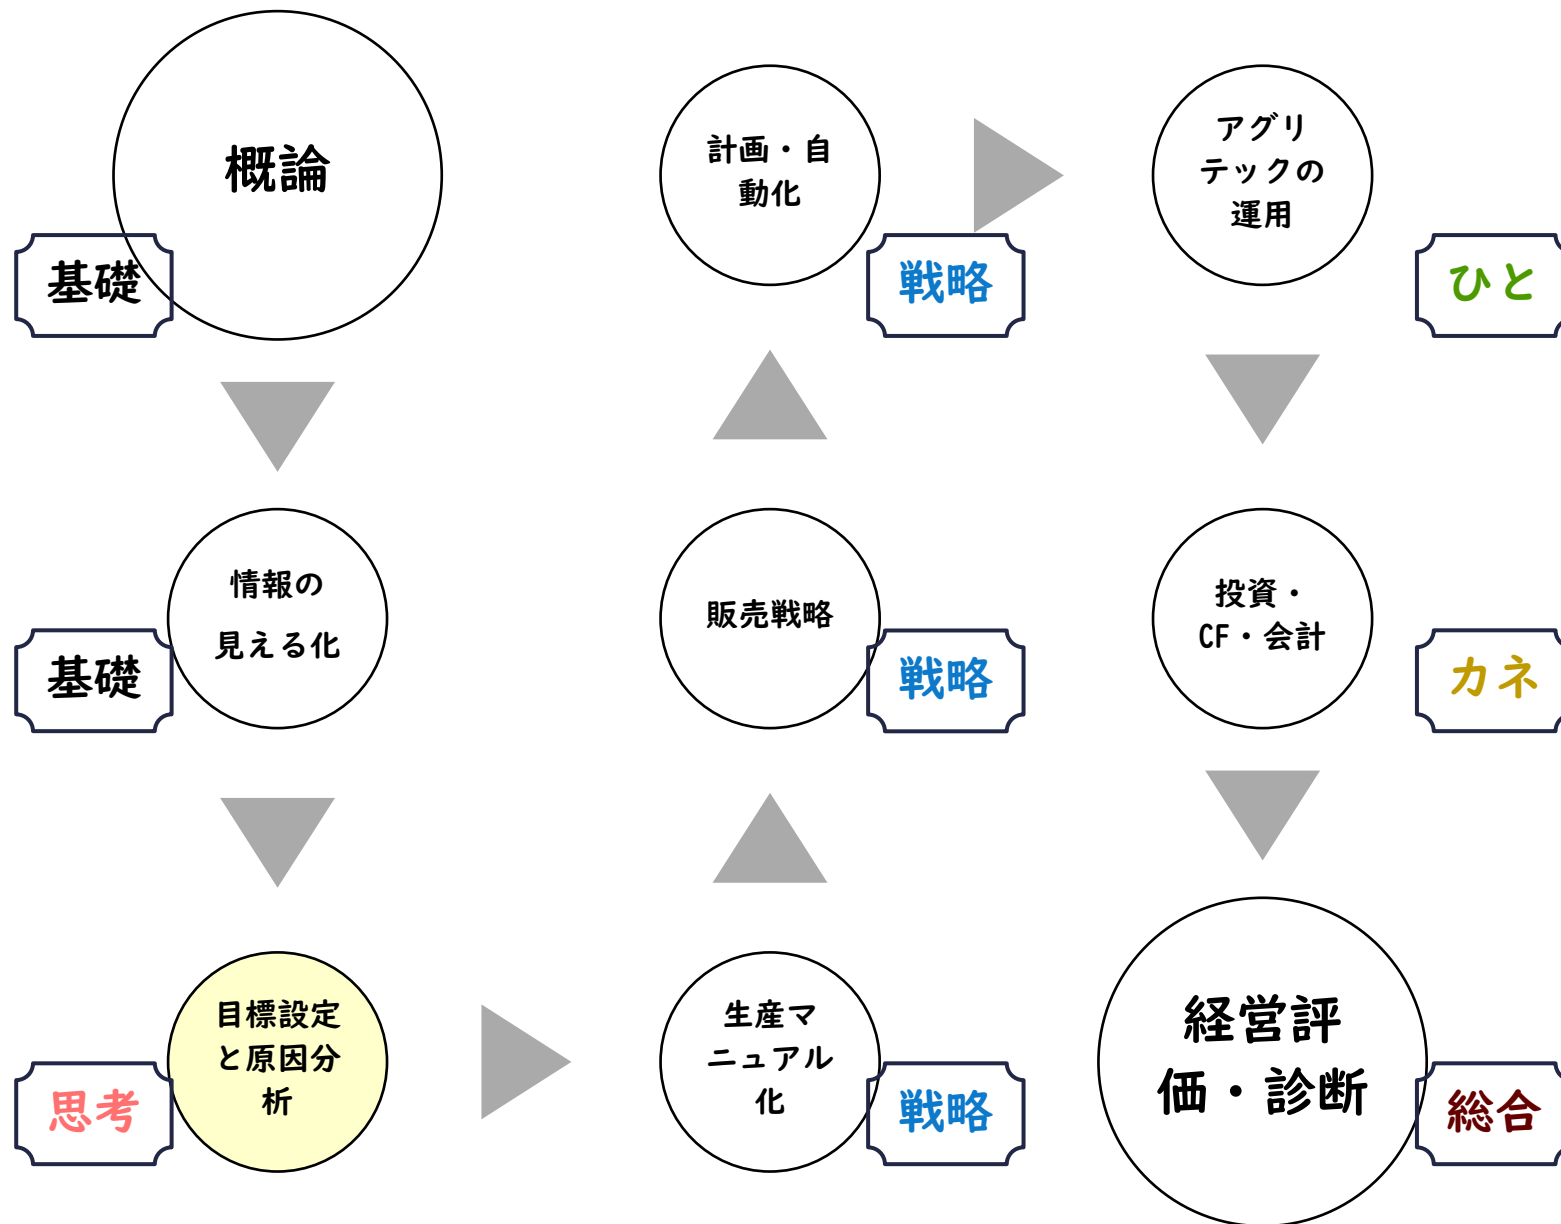 概論
基礎
情報の
見える化
基礎
目標設定
と原因分
析
思考
生産マ
ニュアル
化
戦略
販売戦略
戦略
計画・自
動化
戦略
アグリ
テックの
運用
ひと
投資・
CF・会計
カネ
経営評
価・診断
総合